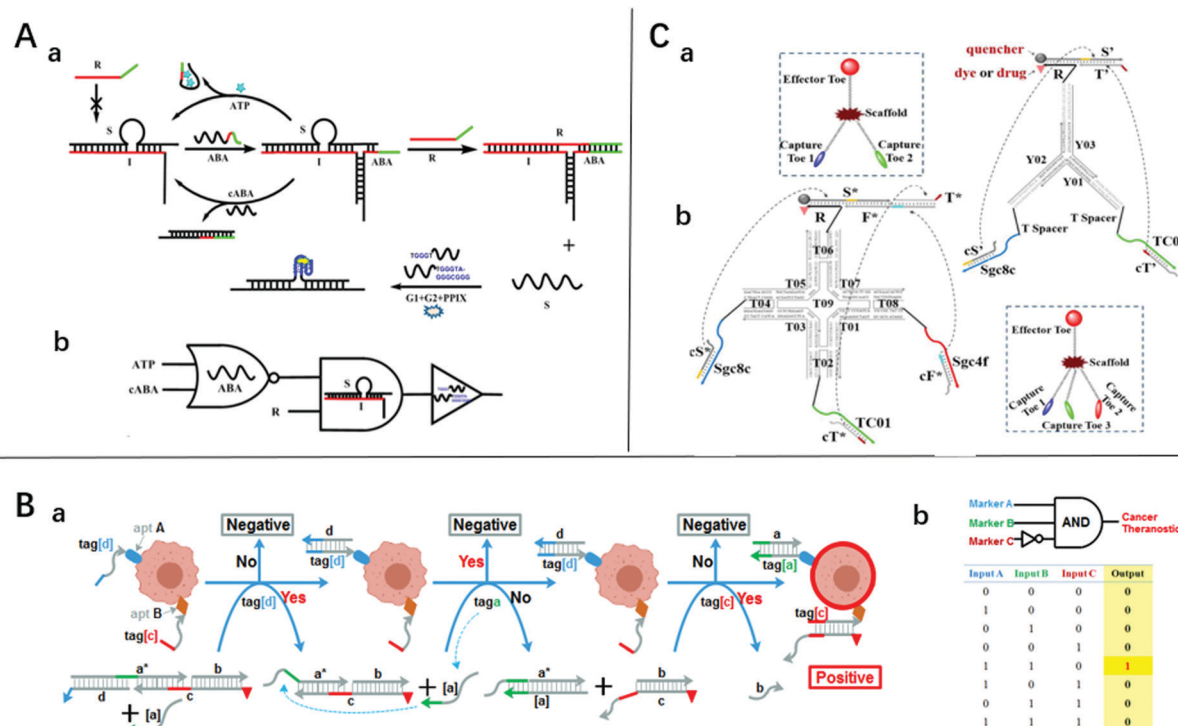 A
a
R
ATP
S
I
ABA
cABA
S
I
ABA
R
R
ABA
+
S
TGGGT
TGGGTA-
GGGCGGG
G1+G2+PPIX
b
ATP
cABA
ABA
R
S
I
C
a
Effector Toe
Scaffold
Capture
Toe 1
Capture
Toe 2
quencher
dye or drug
S'
R
T'
Y03
Y02
Y01
T Spacer
T Spacer
cS'
Sgc8c
TC0
cT'
b
S*
T*
R
F*
T06
T05
T07
T04
T09
T08
T03
T01
T02
cS*
Sgc8c
Sgc4f
cF*
TC01
cT*
Effector Toe
Scaffold
Capture
Toe 1
Capture
Toe 2
Capture Toe 3
B
a
tag[d]
apt A
apt B
tag[c]
Negative
No
Yes
tag[d]
d
tag[d]
Negative
Yes
No
taga
d
tag[d]
Negative
No
Yes
tag[c]
a
tag[a]
tag[c]
Positive
a*
b
d
c
+
[a]
a*
b
c
+
[a]
a*
[a]
+
b
c
b
b
Marker A
Marker B
Marker C
AND
Cancer
Theranostic
Input A Input B Input C Output
0 0 0 0
1 0 0 0
0 1 0 0
0 0 1 0
1 1 0 1
1 0 1 0
0 1 1 0
1 1 1 0